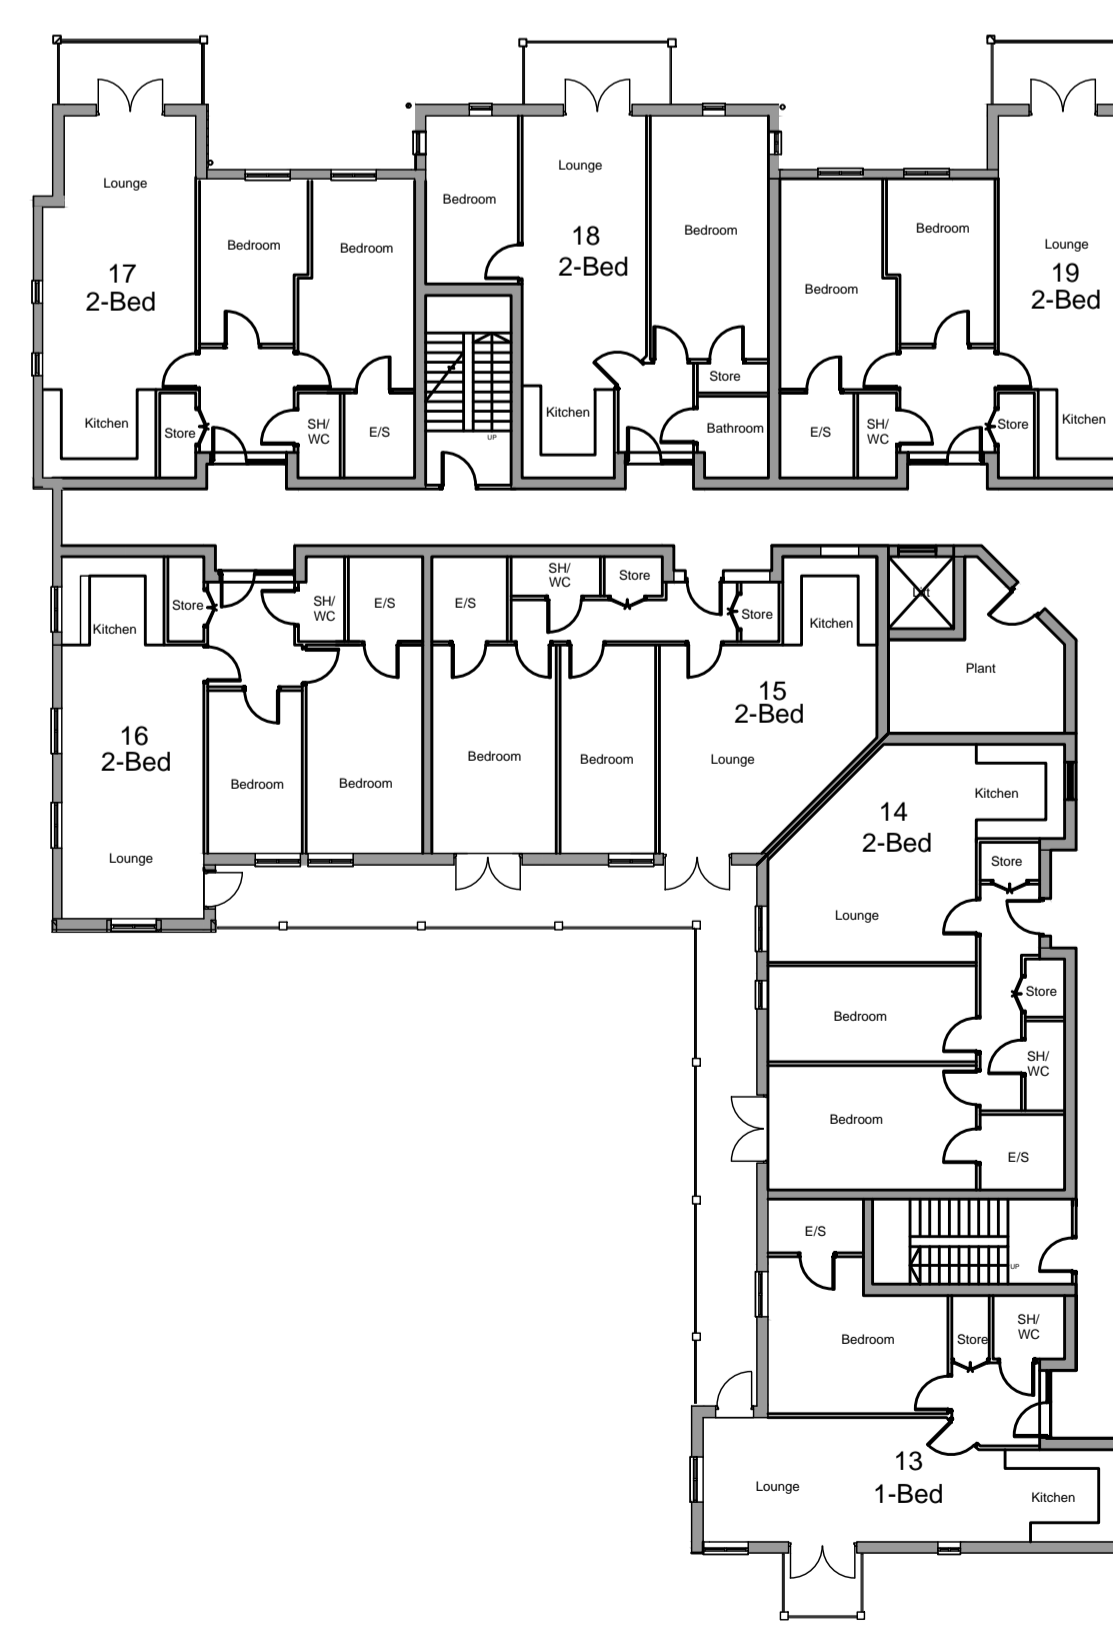 Lounge
17
2-Bed
Bedroom
Bedroom
Kitchen
Store
SH/
WC
E/S
UP
Bedroom
Lounge
18
2-Bed
Bedroom
Kitchen
Store
Bathroom
Bedroom
Bedroom
Lounge
19
2-Bed
E/S
SH/
WC
Store
Kitchen
Kitchen
Store
SH/
WC
E/S
16
2-Bed
Bedroom
Bedroom
Lounge
E/S
SH/
WC
Store
Store
Kitchen
15
2-Bed
Bedroom
Bedroom
Lounge
Lift
Plant
14
2-Bed
Kitchen
Store
Lounge
Store
Bedroom
SH/
WC
Bedroom
E/S
E/S
UP
Bedroom
Store
SH/
WC
13
1-Bed
Lounge
Kitchen